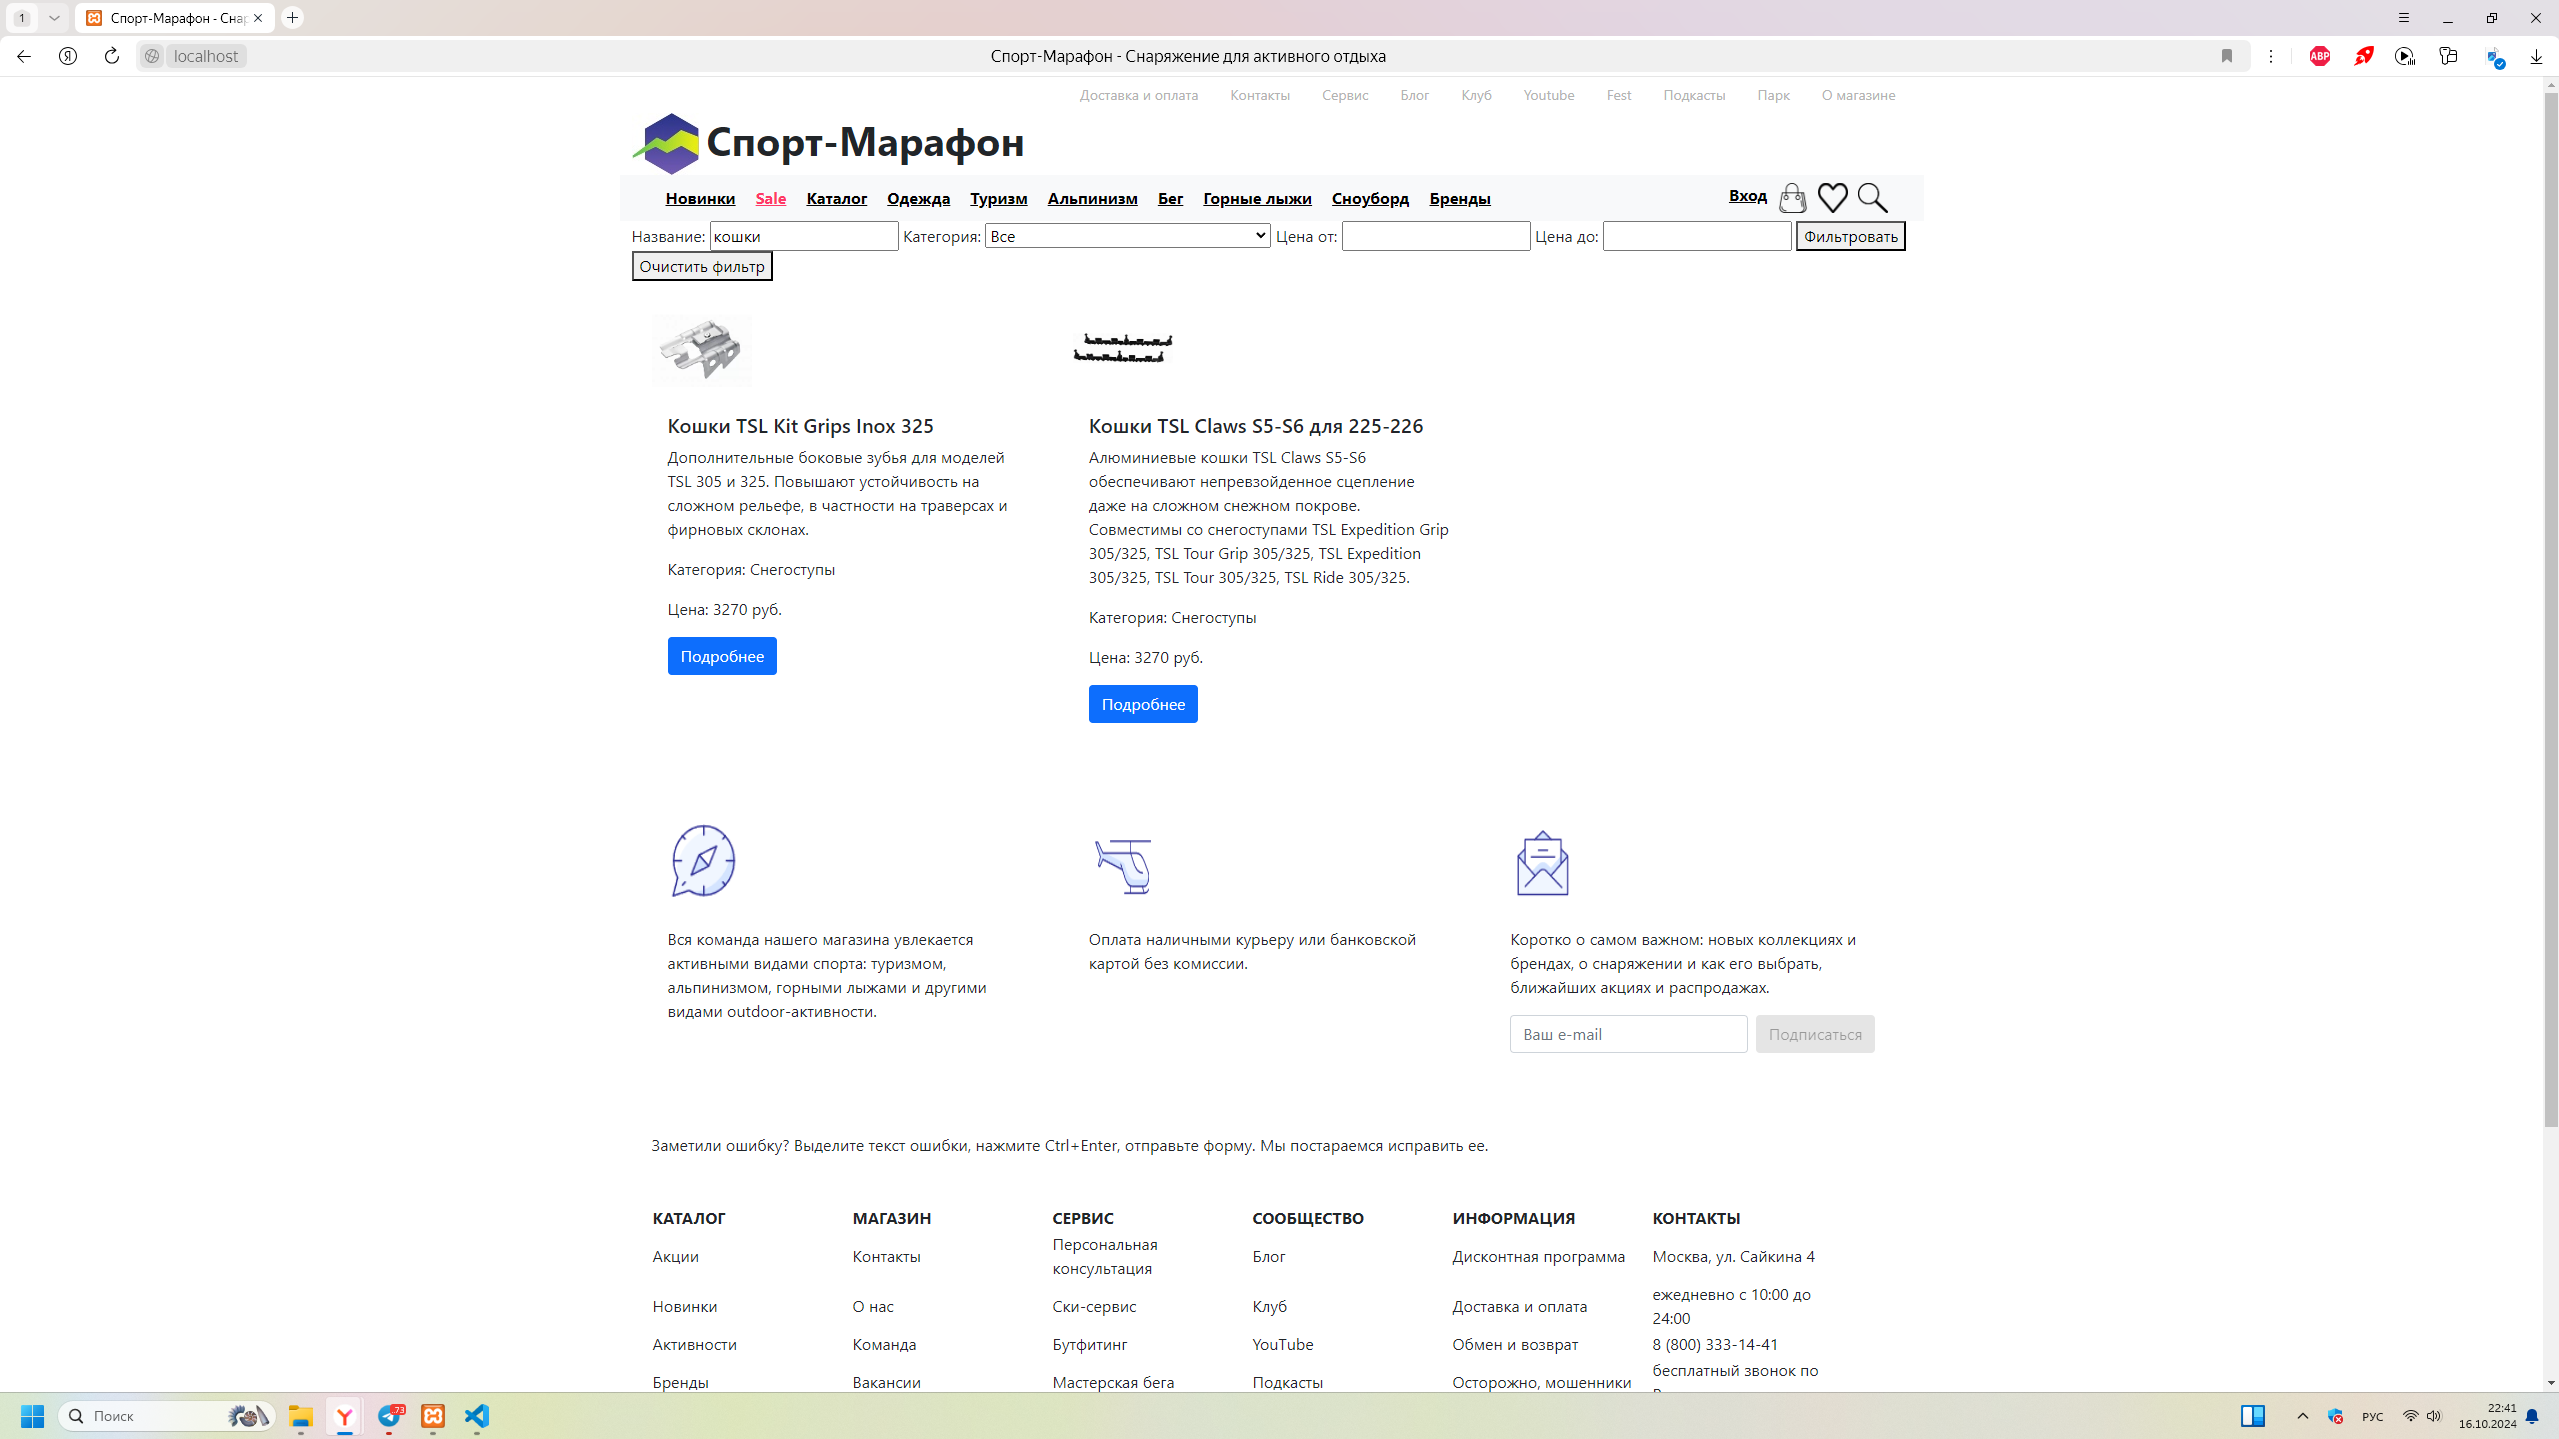 1
Спорт-Марафон - Снар
localhost
Спорт-Марафон - Снаряжение для активного отдыха
ABP
Доставка и оплата Контакты Сервис Блог Клуб Youtube Fest Подкасты Парк О магазине
Спорт-Марафон
Новинки Sale Каталог Одежда Туризм Альпинизм Бег Горные лыжи Сноуборд Бренды Вход
Название: кошки Категория: Все Цена от: Цена до: Фильтровать
Очистить фильтр
Кошки TSL Kit Grips Inox 325
Дополнительные боковые зубья для моделей
TSL 305 и 325. Повышают устойчивость на
сложном рельефе, в частности на траверсах и
фирновых склонах.
Категория: Снегоступы
Цена: 3270 руб.
Подробнее
Кошки TSL Claws S5-S6 для 225-226
Алюминиевые кошки TSL Claws S5-S6
обеспечивают непревзойденное сцепление
даже на сложном снежном покрове.
Совместимы со снегоступами TSL Expedition Grip
305/325, TSL Tour Grip 305/325, TSL Expedition
305/325, TSL Tour 305/325, TSL Ride 305/325.
Категория: Снегоступы
Цена: 3270 руб.
Подробнее
Вся команда нашего магазина увлекается
активными видами спорта: туризмом,
альпинизмом, горными лыжами и другими
видами outdoor-активности.
Оплата наличными курьеру или банковской
картой без комиссии.
Коротко о самом важном: новых коллекциях и
брендах, о снаряжении и как его выбрать,
ближайших акциях и распродажах.
Ваш e-mail Подписаться
Заметили ошибку? Выделите текст ошибки, нажмите Ctrl+Enter, отправьте форму. Мы постараемся исправить ее.
КАТАЛОГ
Акции
Новинки
Активности
Бренды
МАГАЗИН
Контакты
О нас
Команда
Вакансии
СЕРВИС
Персональная
консультация
Ски-сервис
Бутфитинг
Мастерская бега
СООБЩЕСТВО
Блог
Клуб
YouTube
Подкасты
ИНФОРМАЦИЯ
Дисконтная программа
Доставка и оплата
Обмен и возврат
Осторожно, мошенники
КОНТАКТЫ
Москва, ул. Сайкина 4
ежедневно с 10:00 до
24:00
8 (800) 333-14-41
бесплатный звонок по
Поиск
73
РУС
22:41
16.10.2024